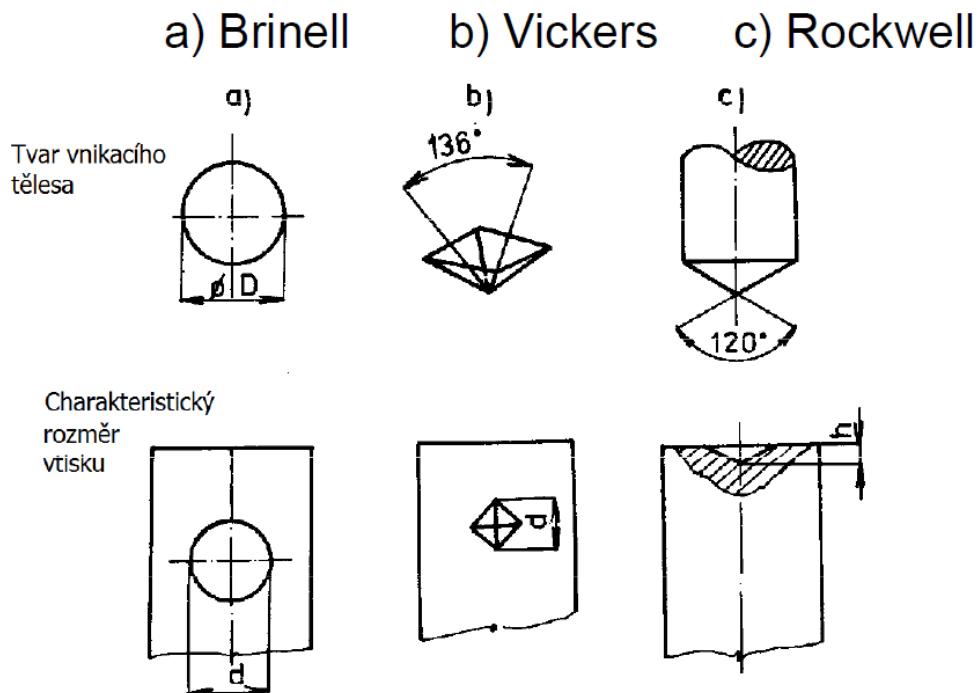 a) Brinell b) Vickers c) Rockwell
a) b) c)
Tvar vnikacího
tělesa
136°
ø D
120°
Charakteristický
rozměr
vtisku
h
d
d